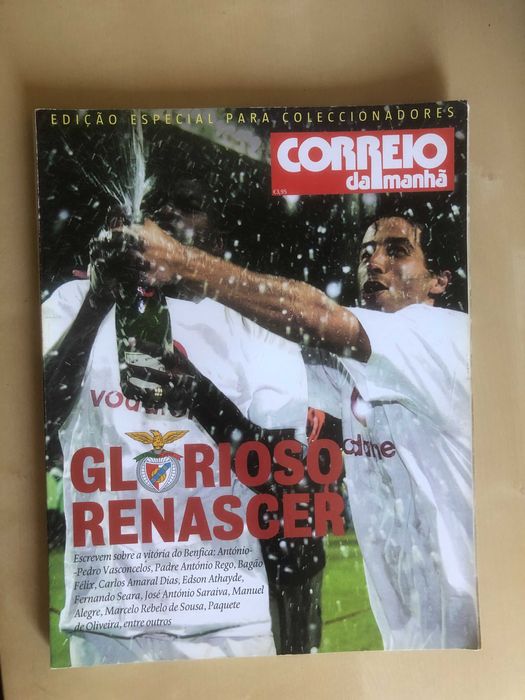 EDIÇÃO ESPECIAL PARA COLECCIONADORES
CORREIO
da manhã
€3,95
vodafone
GLORIOSO
RENASCER
Escrevem sobre a vitória do Benfica: António-
-Pedro Vasconcelos, Padre António Rego, Bagão
Félix, Carlos Amaral Dias, Edson Athayde,
Fernando Seara, José António Saraiva, Manuel
Alegre, Marcelo Rebelo de Sousa, Paquete
de Oliveira, entre outros